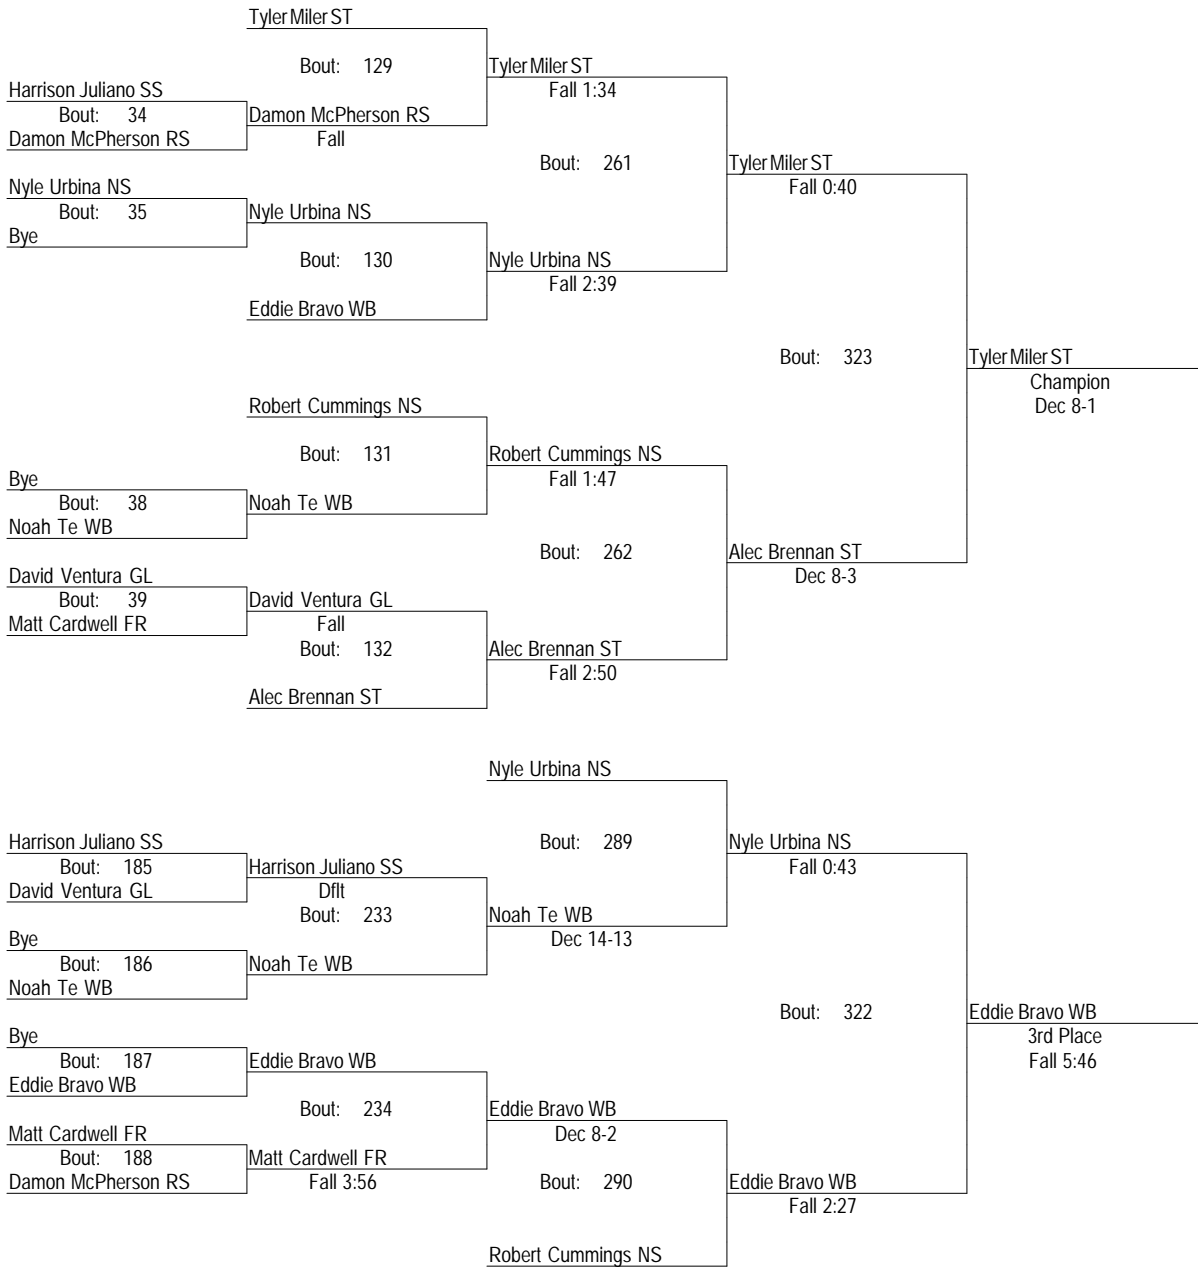 Tyler Miler ST
Bout: 129
Tyler Miler ST
Fall 1:34
Harrison Juliano SS
Bout: 34
Damon McPherson RS
Damon McPherson RS
Fall
Bout: 261
Tyler Miler ST
Fall 0:40
Nyle Urbina NS
Bout: 35
Bye
Nyle Urbina NS
Bout: 130
Nyle Urbina NS
Fall 2:39
Eddie Bravo WB
Bout: 323
Tyler Miler ST
Champion
Dec 8-1
Robert Cummings NS
Bout: 131
Robert Cummings NS
Fall 1:47
Bye
Bout: 38
Noah Te WB
Noah Te WB
Bout: 262
Alec Brennan ST
Dec 8-3
David Ventura GL
Bout: 39
Matt Cardwell FR
David Ventura GL
Fall
Bout: 132
Alec Brennan ST
Fall 2:50
Alec Brennan ST
Nyle Urbina NS
Bout: 289
Nyle Urbina NS
Fall 0:43
Harrison Juliano SS
Bout: 185
David Ventura GL
Harrison Juliano SS
Dflt
Bout: 233
Noah Te WB
Dec 14-13
Bye
Bout: 186
Noah Te WB
Noah Te WB
Bout: 322
Eddie Bravo WB
3rd Place
Fall 5:46
Bye
Bout: 187
Eddie Bravo WB
Eddie Bravo WB
Bout: 234
Eddie Bravo WB
Dec 8-2
Matt Cardwell FR
Bout: 188
Damon McPherson RS
Matt Cardwell FR
Fall 3:56
Bout: 290
Eddie Bravo WB
Fall 2:27
Robert Cummings NS